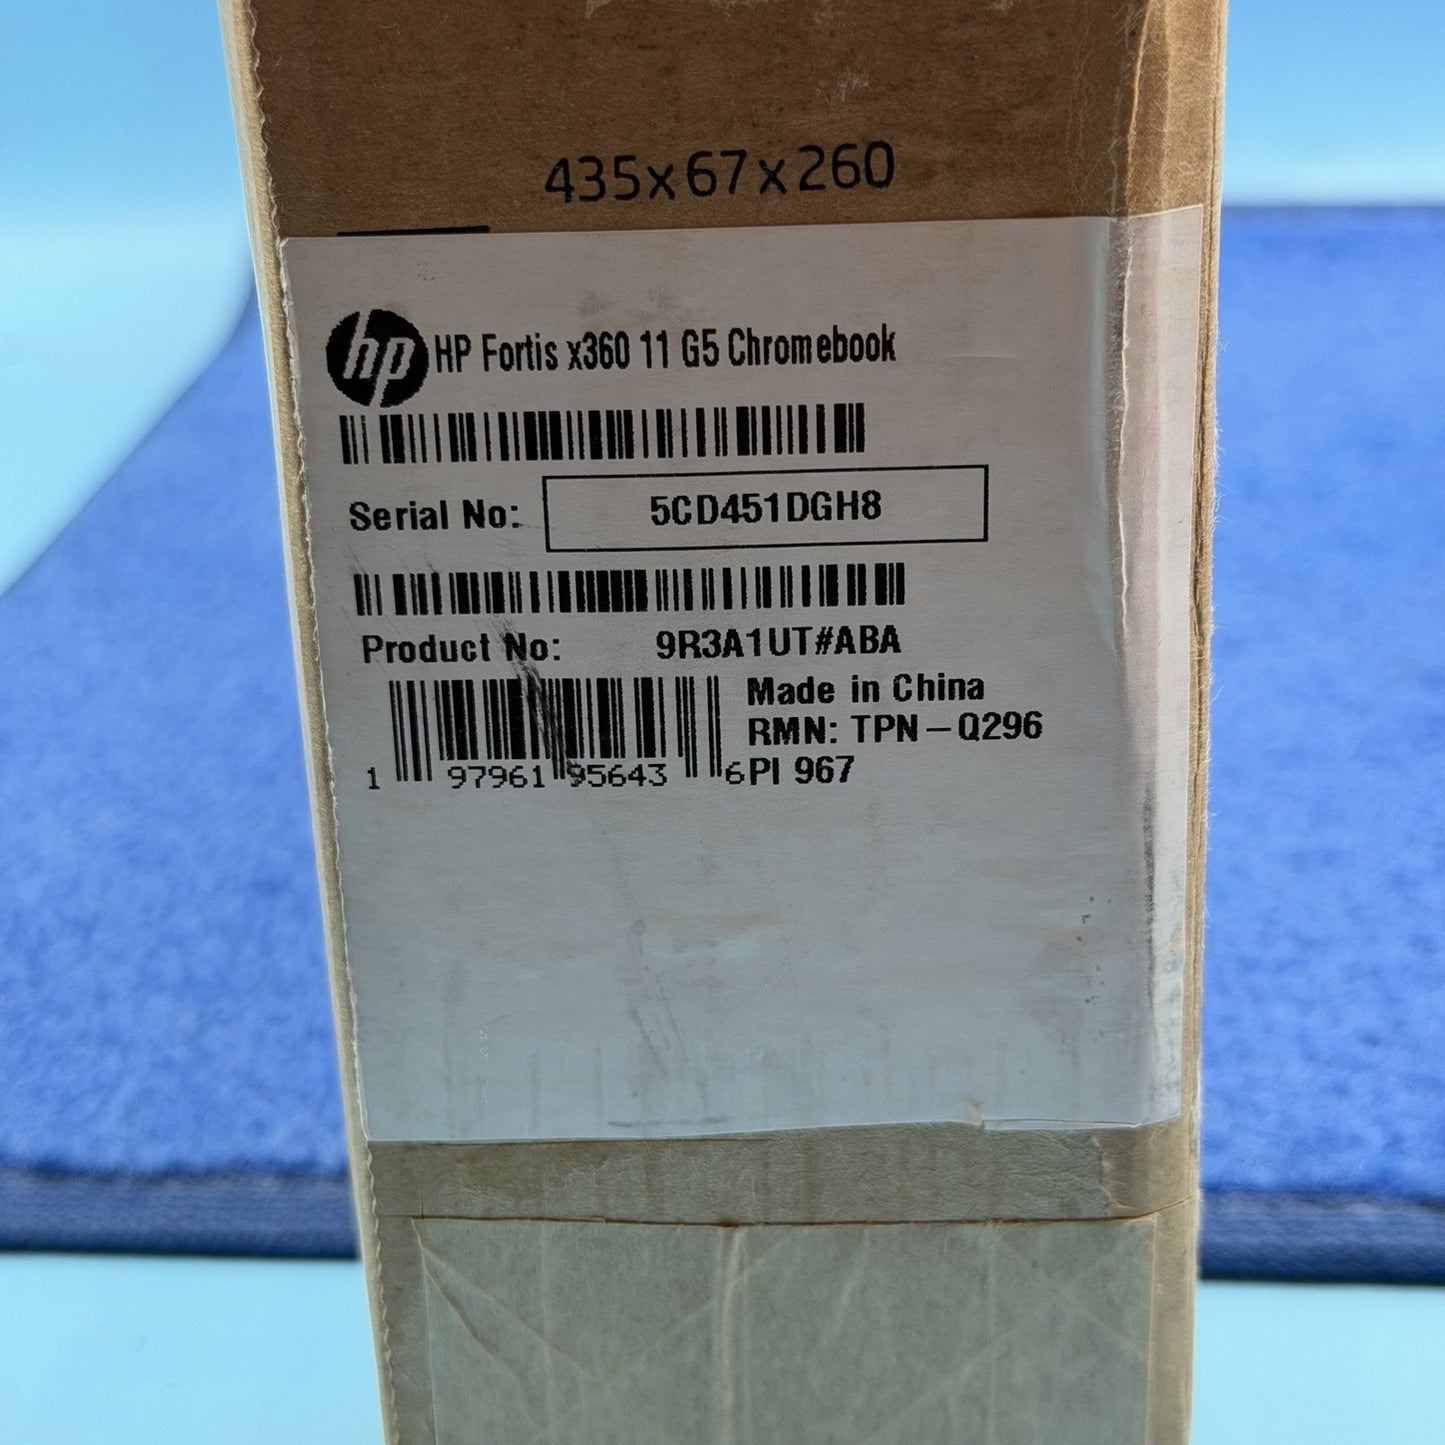 435x67x260
hp HP Fortis x360 11 G5 Chromebook
Serial No: 5CD451DGH8
Product No: 9R3A1UT#ABA
Made in China
RMN: TPN-Q296
1 97961 95643 6 PI 967